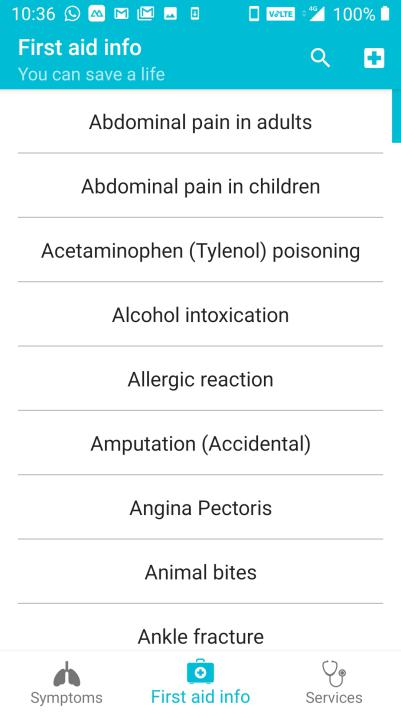 10:36 4G VoLTE 100%
First aid info
You can save a life
Abdominal pain in adults
Abdominal pain in children
Acetaminophen (Tylenol) poisoning
Alcohol intoxication
Allergic reaction
Amputation (Accidental)
Angina Pectoris
Animal bites
Ankle fracture
Symptoms First aid info Services